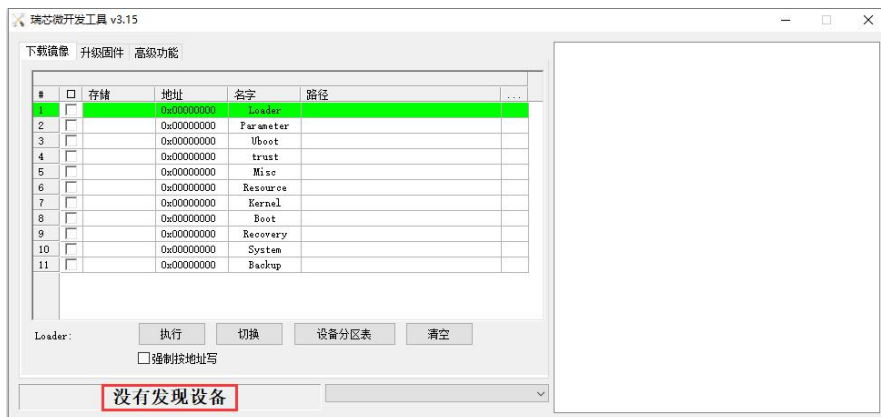 瑞芯微开发工具 v3.15
下载镜像 升级固件 高级功能
# 存储 地址 名字 路径 ...
1 0x00000000 Loader
2 0x00000000 Parameter
3 0x00000000 Uboot
4 0x00000000 trust
5 0x00000000 Misc
6 0x00000000 Resource
7 0x00000000 Kernel
8 0x00000000 Boot
9 0x00000000 Recovery
10 0x00000000 System
11 0x00000000 Backup
Loader: 执行 切换 设备分区表 清空
强制按地址写
没有发现设备